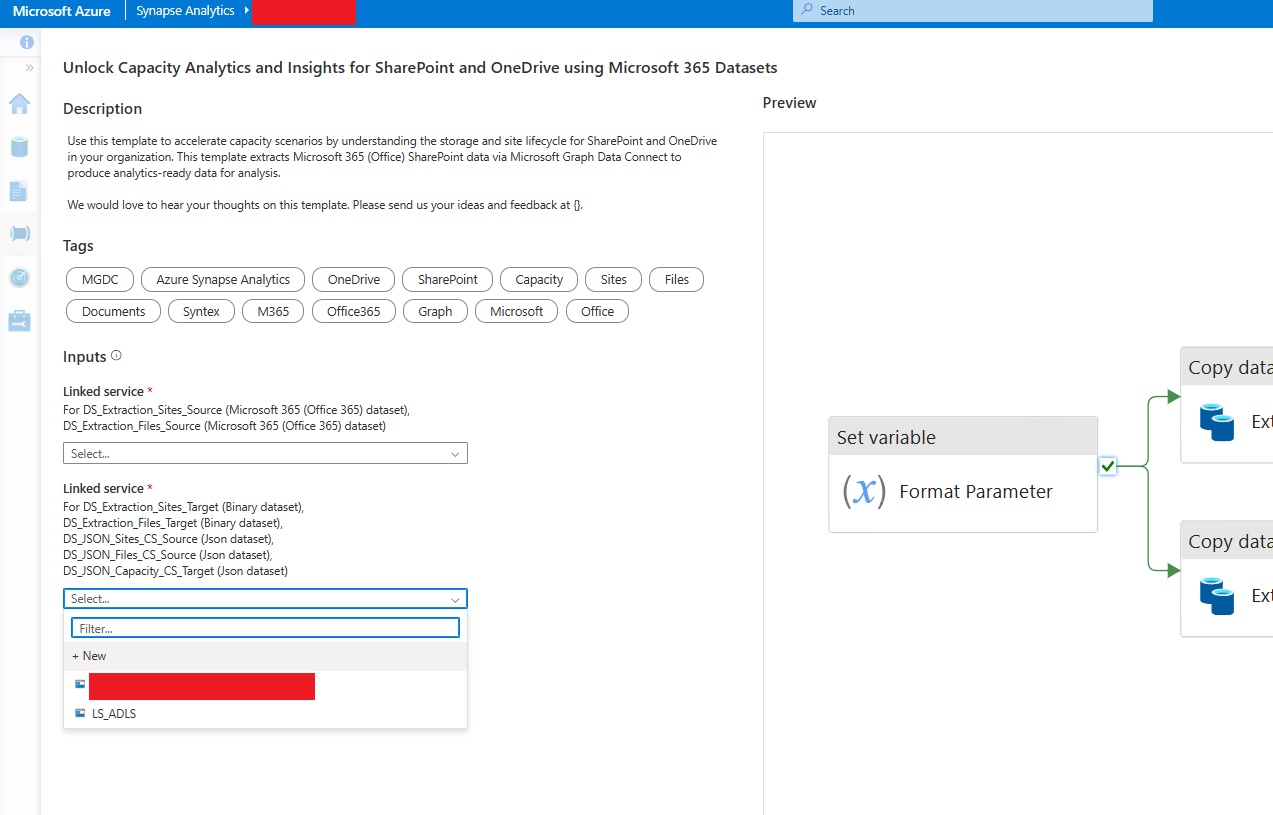 Microsoft Azure
Synapse Analytics
Search
Unlock Capacity Analytics and Insights for SharePoint and OneDrive using Microsoft 365 Datasets
Description
Use this template to accelerate capacity scenarios by understanding the storage and site lifecycle for SharePoint and OneDrive
in your organization. This template extracts Microsoft 365 (Office) SharePoint data via Microsoft Graph Data Connect to
produce analytics-ready data for analysis.
We would love to hear your thoughts on this template. Please send us your ideas and feedback at {}.
Tags
MGDC Azure Synapse Analytics OneDrive SharePoint Capacity Sites Files
Documents Syntex M365 Office365 Graph Microsoft Office
Inputs
Linked service *
For DS_Extraction_Sites_Source (Microsoft 365 (Office 365) dataset),
DS_Extraction_Files_Source (Microsoft 365 (Office 365) dataset)
Select...
Linked service *
For DS_Extraction_Sites_Target (Binary dataset),
DS_Extraction_Files_Target (Binary dataset),
DS_JSON_Sites_CS_Source (Json dataset),
DS_JSON_Files_CS_Source (Json dataset),
DS_JSON_Capacity_CS_Target (Json dataset)
Select...
Filter...
+ New
LS_ADLS
Preview
Set variable
(x) Format Parameter
Copy data
Ext
Copy data
Ext